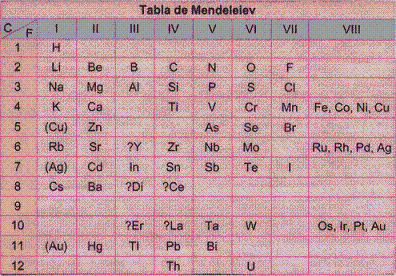 Tabla de Mendeleiev
C F I II III IV V VI VII VIII
1 H
2 Li Be B C N O F
3 Na Mg Al Si P S Cl
4 K Ca Ti V Cr Mn Fe, Co, Ni, Cu
5 (Cu) Zn As Se Br
6 Rb Sr ?Y Zr Nb Mo Ru, Rh, Pd, Ag
7 (Ag) Cd In Sn Sb Te I
8 Cs Ba ?Di ?Ce
9
10 ?Er ?La Ta W Os, Ir, Pt, Au
11 (Au) Hg Tl Pb Bi
12 Th U